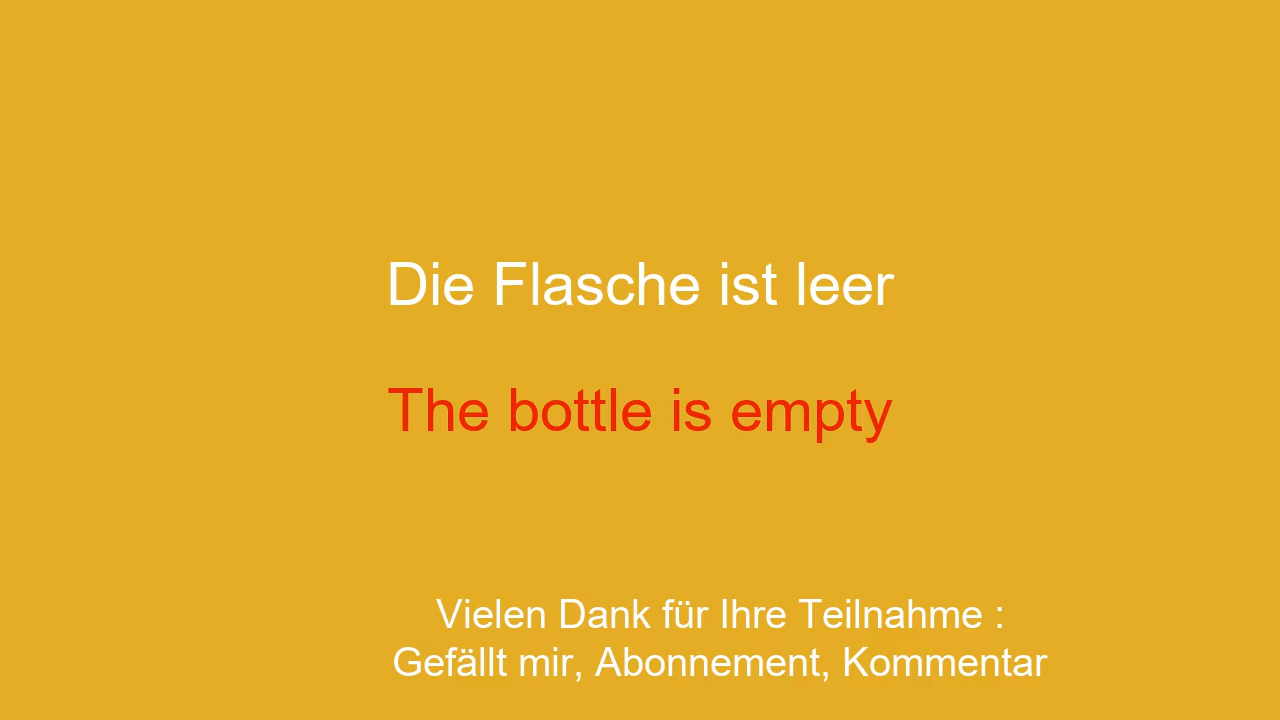 Die Flasche ist leer
The bottle is empty
Vielen Dank für Ihre Teilnahme :
Gefällt mir, Abonnement, Kommentar